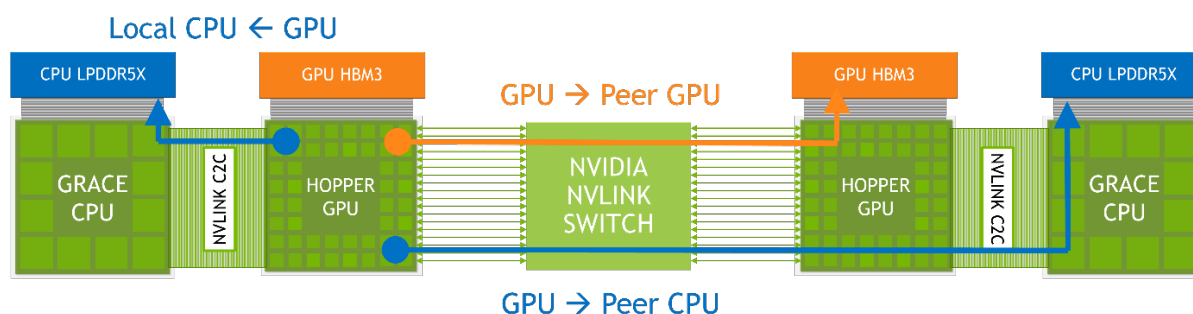 Local CPU ← GPU
CPU LPDDR5X
GPU HBM3
GPU HBM3
CPU LPDDR5X
GPU → Peer GPU
GRACE
CPU
NVLINK C2C
HOPPER
GPU
NVIDIA
NVLINK
SWITCH
HOPPER
GPU
NVLINK C2C
GRACE
CPU
GPU → Peer CPU